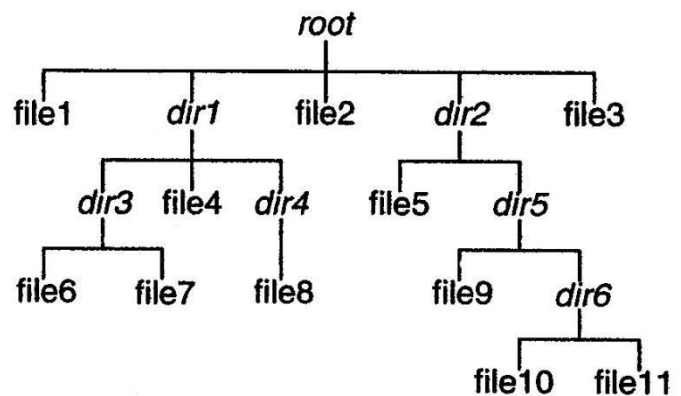 root
file1 dir1 file2 dir2 file3
dir3 file4 dir4 file5 dir5
file6 file7 file8 file9 dir6
file10 file11